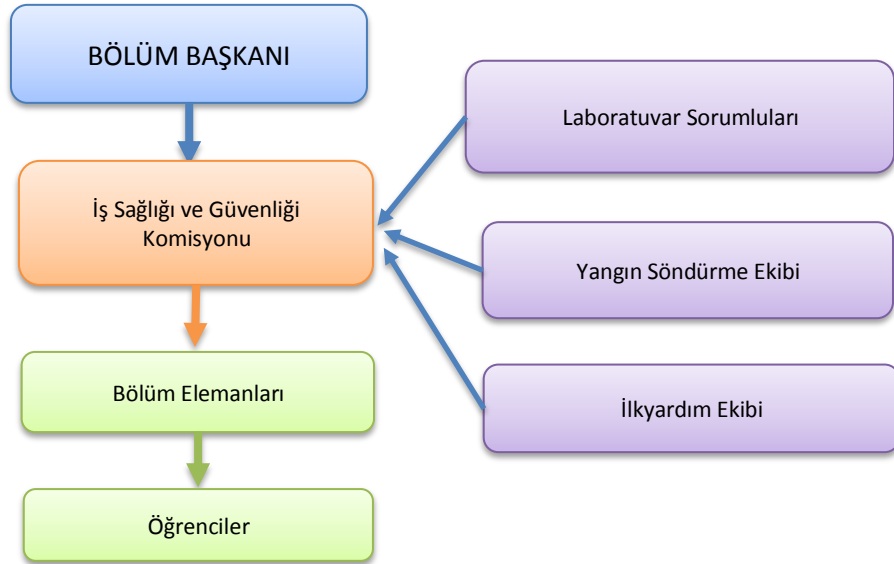 BÖLÜM BAŞKANI
İş Sağlığı ve Güvenliği
Komisyonu
Bölüm Elemanları
Öğrenciler
Laboratuvar Sorumluları
Yangın Söndürme Ekibi
İlkyardım Ekibi